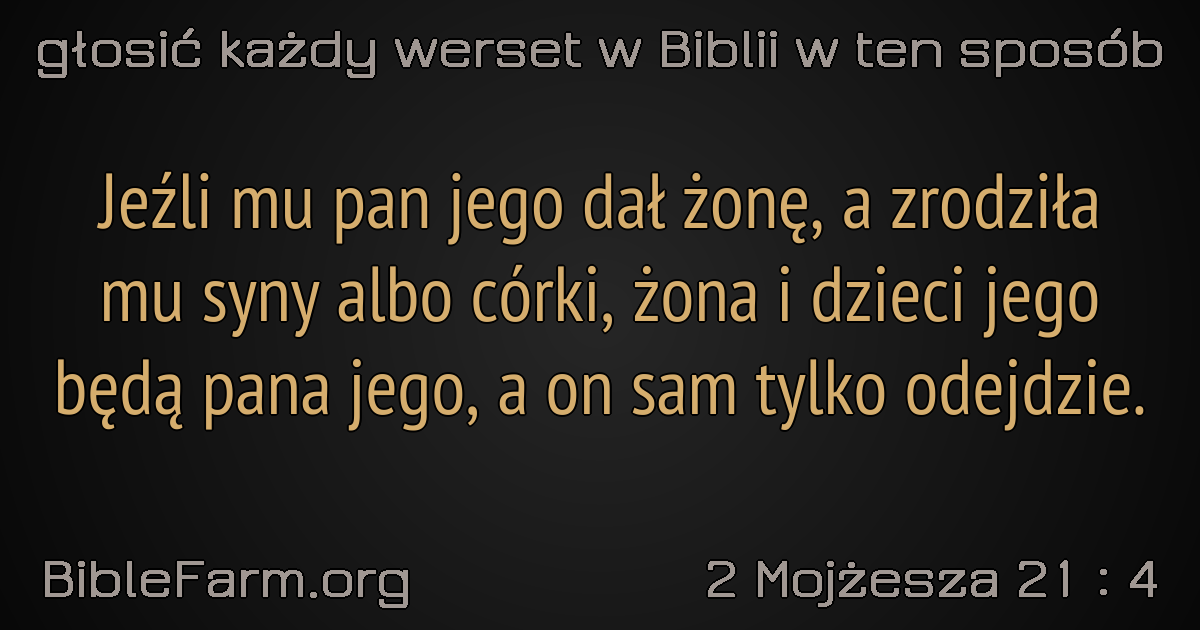 głosić każdy werset w Biblii w ten sposób
Jeźli mu pan jego dał żonę, a zrodziła
mu syny albo córki, żona i dzieci jego
będą pana jego, a on sam tylko odejdzie.
BibleFarm.org
2 Mojżesza 21 : 4